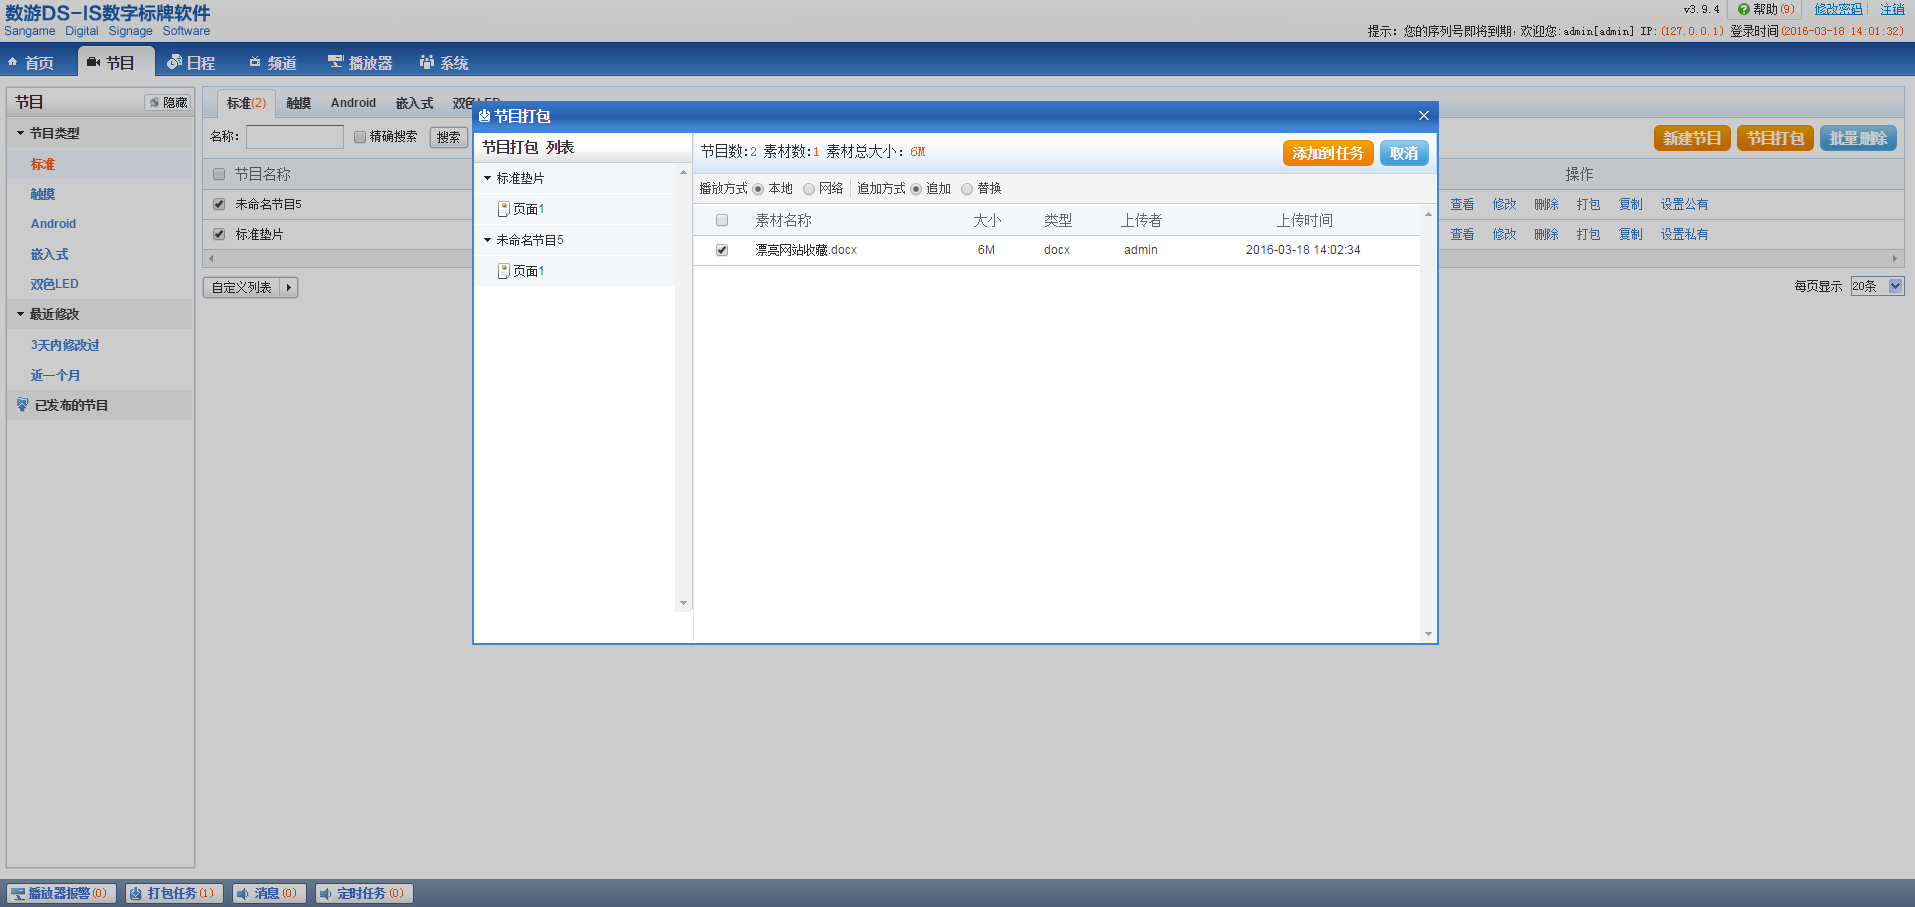 数游DS-IS数字标牌软件
Sangame Digital Signage Software
v3.9.4 帮助(9) 修改密码 注销
提示: 您的序列号即将到期; 欢迎您:admin[admin] IP:(127.0.0.1) 登录时间(2016-03-18 14:01:32)
首页 节目 日程 频道 播放器 系统
节目 隐藏
节目类型
标准
触摸
Android
嵌入式
双色LED
最近修改
3天内修改过
近一个月
已发布的节目
标准(2) 触摸 Android 嵌入式 双色LED
名称: 精确搜索 搜索
新建节目 节目打包 批量删除
节目名称 操作
未命名节目5 查看 修改 删除 打包 复制 设置公有
标准垫片 查看 修改 删除 打包 复制 设置私有
自定义列表
每页显示 20条
节目打包
节目打包 列表
标准垫片
页面1
未命名节目5
页面1
节目数:2 素材数:1 素材总大小: 6M
添加到任务 取消
播放方式 本地 网络 追加方式 追加 替换
素材名称 大小 类型 上传者 上传时间
漂亮网站收藏.docx 6M docx admin 2016-03-18 14:02:34
播放器报警(0) 打包任务(1) 消息(0) 定时任务(0)